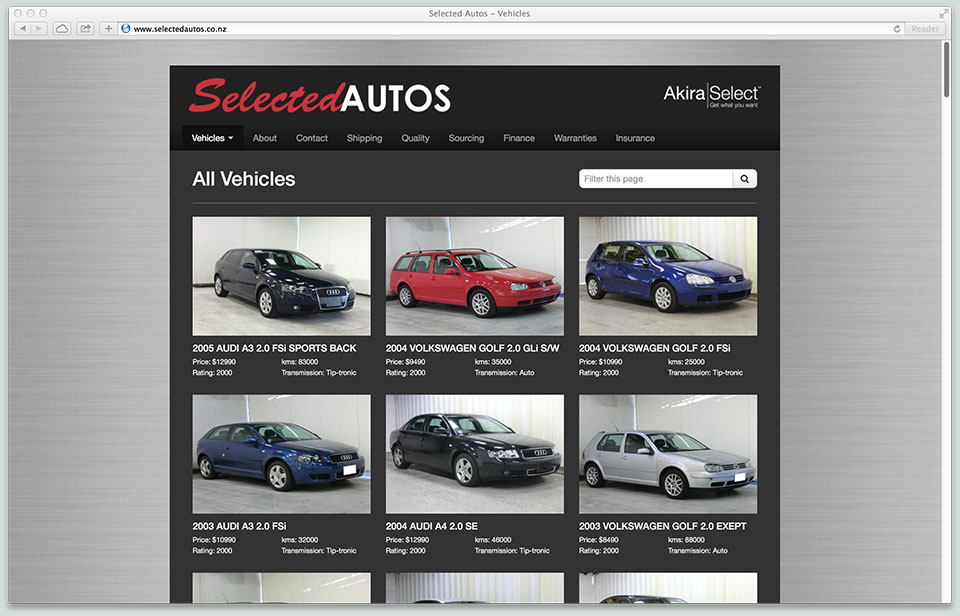 Selected Autos – Vehicles
www.selectedautos.co.nz
Reader
SelectedAUTOS
Akira|Select™
Get what you want
Vehicles
About
Contact
Shipping
Quality
Sourcing
Finance
Warranties
Insurance
All Vehicles
Filter this page
2005 AUDI A3 2.0 FSi SPORTS BACK
Price: $12990 kms: 83000
Rating: 2000 Transmission: Tip-tronic
2004 VOLKSWAGEN GOLF 2.0 GLi S/W
Price: $9490 kms: 35000
Rating: 2000 Transmission: Auto
2004 VOLKSWAGEN GOLF 2.0 FSi
Price: $10990 kms: 25000
Rating: 2000 Transmission: Tip-tronic
2003 AUDI A3 2.0 FSi
Price: $10990 kms: 32000
Rating: 2000 Transmission: Tip-tronic
2004 AUDI A4 2.0 SE
Price: $12990 kms: 46000
Rating: 2000 Transmission: Tip-tronic
2003 VOLKSWAGEN GOLF 2.0 EXEPT
Price: $8490 kms: 88000
Rating: 2000 Transmission: Auto